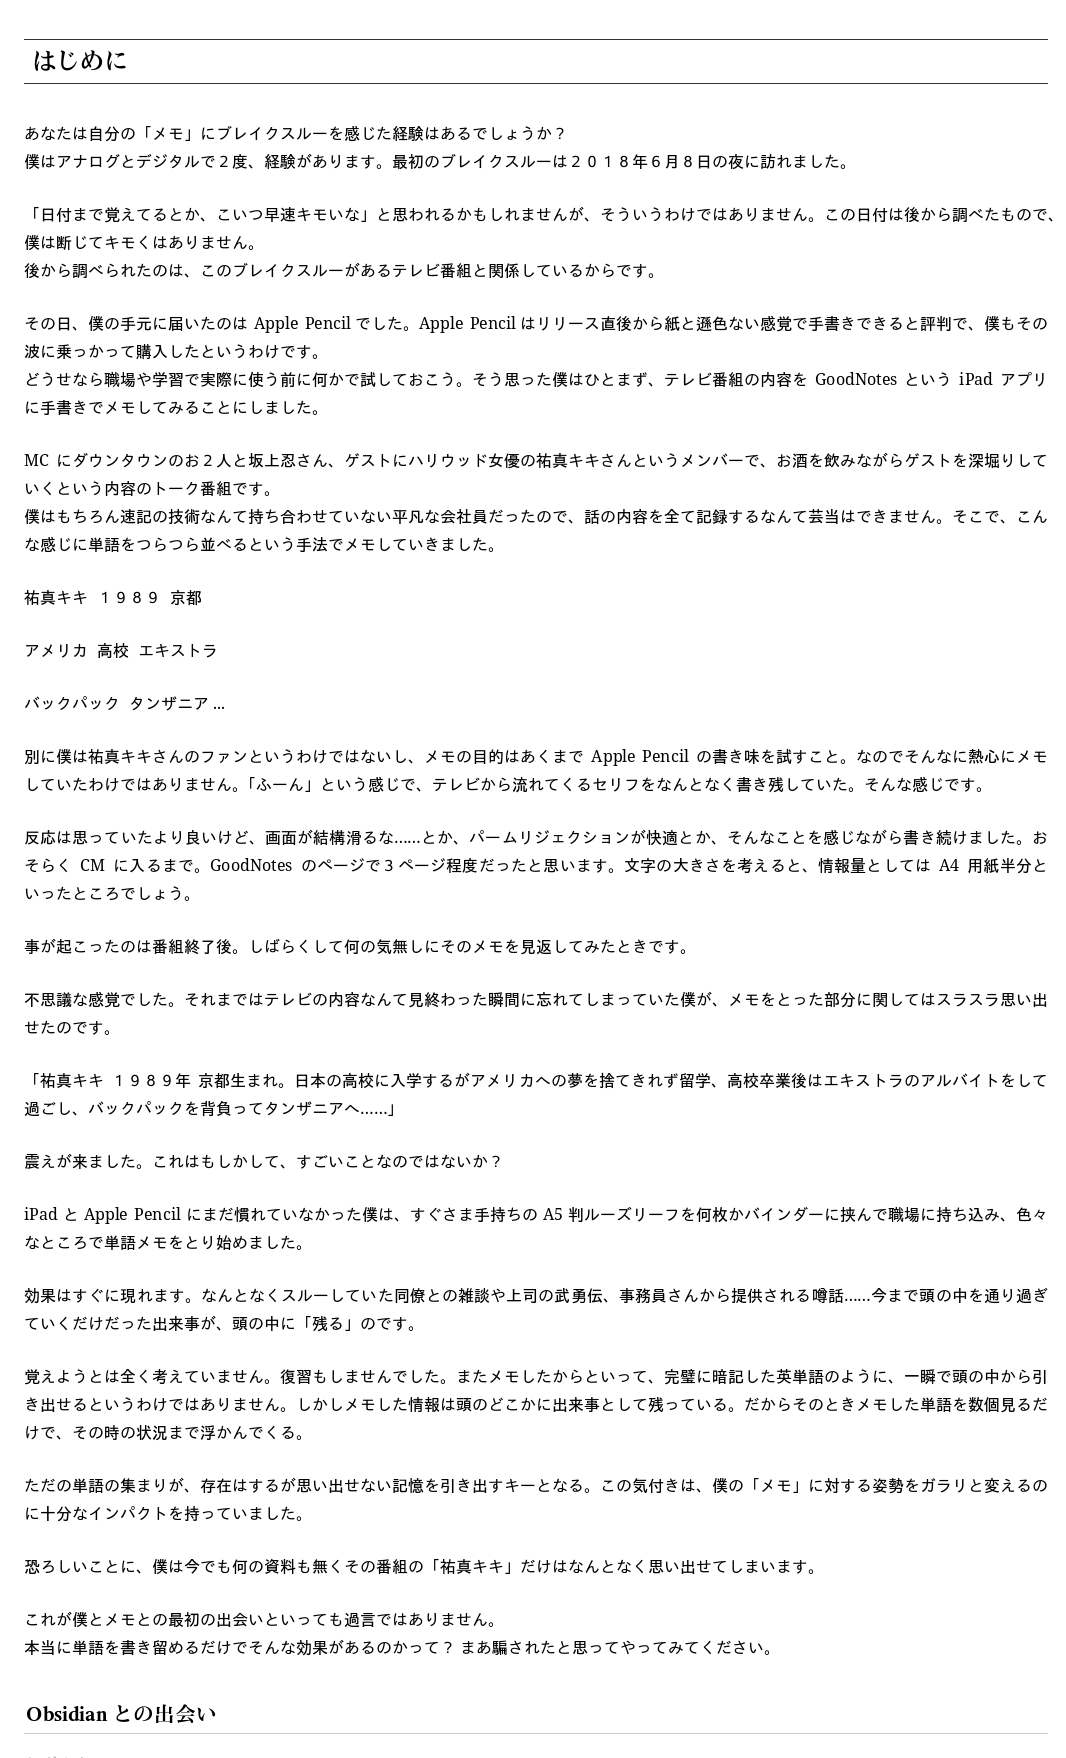 はじめに
あなたは自分の「メモ」にブレイクスルーを感じた経験はあるでしょうか？
僕はアナログとデジタルで２度、経験があります。最初のブレイクスルーは２０１８年６月８日の夜に訪れました。
「日付まで覚えてるとか、こいつ早速キモいな」と思われるかもしれませんが、そういうわけではありません。この日付は後から調べたもので、
僕は断じてキモくはありません。
後から調べられたのは、このブレイクスルーがあるテレビ番組と関係しているからです。
その日、僕の手元に届いたのは Apple Pencil でした。Apple Pencil はリリース直後から紙と遜色ない感覚で手書きできると評判で、僕もその
波に乗っかって購入したというわけです。
どうせなら職場や学習で実際に使う前に何かで試しておこう。そう思った僕はひとまず、テレビ番組の内容を GoodNotes という iPad アプリ
に手書きでメモしてみることにしました。
MC にダウンタウンのお２人と坂上忍さん、ゲストにハリウッド女優の祐真キキさんというメンバーで、お酒を飲みながらゲストを深堀りして
いくという内容のトーク番組です。
僕はもちろん速記の技術なんて持ち合わせていない平凡な会社員だったので、話の内容を全て記録するなんて芸当はできません。そこで、こん
な感じに単語をつらつら並べるという手法でメモしていきました。
祐真キキ １９８９ 京都
アメリカ 高校 エキストラ
バックパック タンザニア ...
別に僕は祐真キキさんのファンというわけではないし、メモの目的はあくまで Apple Pencil の書き味を試すこと。なのでそんなに熱心にメモ
していたわけではありません。「ふーん」という感じで、テレビから流れてくるセリフをなんとなく書き残していた。そんな感じです。
反応は思っていたより良いけど、画面が結構滑るな……とか、パームリジェクションが快適とか、そんなことを感じながら書き続けました。お
そらく CM に入るまで。GoodNotes のページで３ページ程度だったと思います。文字の大きさを考えると、情報量としては A4 用紙半分と
いったところでしょう。
事が起こったのは番組終了後。しばらくして何の気無しにそのメモを見返してみたときです。
不思議な感覚でした。それまではテレビの内容なんて見終わった瞬間に忘れてしまっていた僕が、メモをとった部分に関してはスラスラ思い出
せたのです。
「祐真キキ １９８９年 京都生まれ。日本の高校に入学するがアメリカへの夢を捨てきれず留学、高校卒業後はエキストラのアルバイトをして
過ごし、バックパックを背負ってタンザニアへ……」
震えが来ました。これはもしかして、すごいことなのではないか？
iPad と Apple Pencil にまだ慣れていなかった僕は、すぐさま手持ちの A5 判ルーズリーフを何枚かバインダーに挟んで職場に持ち込み、色々
なところで単語メモをとり始めました。
効果はすぐに現れます。なんとなくスルーしていた同僚との雑談や上司の武勇伝、事務員さんから提供される噂話……今まで頭の中を通り過ぎ
ていくだけだった出来事が、頭の中に「残る」のです。
覚えようとは全く考えていません。復習もしませんでした。またメモしたからといって、完璧に暗記した英単語のように、一瞬で頭の中から引
き出せるというわけではありません。しかしメモした情報は頭のどこかに出来事として残っている。だからそのときメモした単語を数個見るだ
けで、その時の状況まで浮かんでくる。
ただの単語の集まりが、存在はするが思い出せない記憶を引き出すキーとなる。この気付きは、僕の「メモ」に対する姿勢をガラリと変えるの
に十分なインパクトを持っていました。
恐ろしいことに、僕は今でも何の資料も無くその番組の「祐真キキ」だけはなんとなく思い出せてしまいます。
これが僕とメモとの最初の出会いといっても過言ではありません。
本当に単語を書き留めるだけでそんな効果があるのかって？ まあ騙されたと思ってやってみてください。
Obsidian との出会い